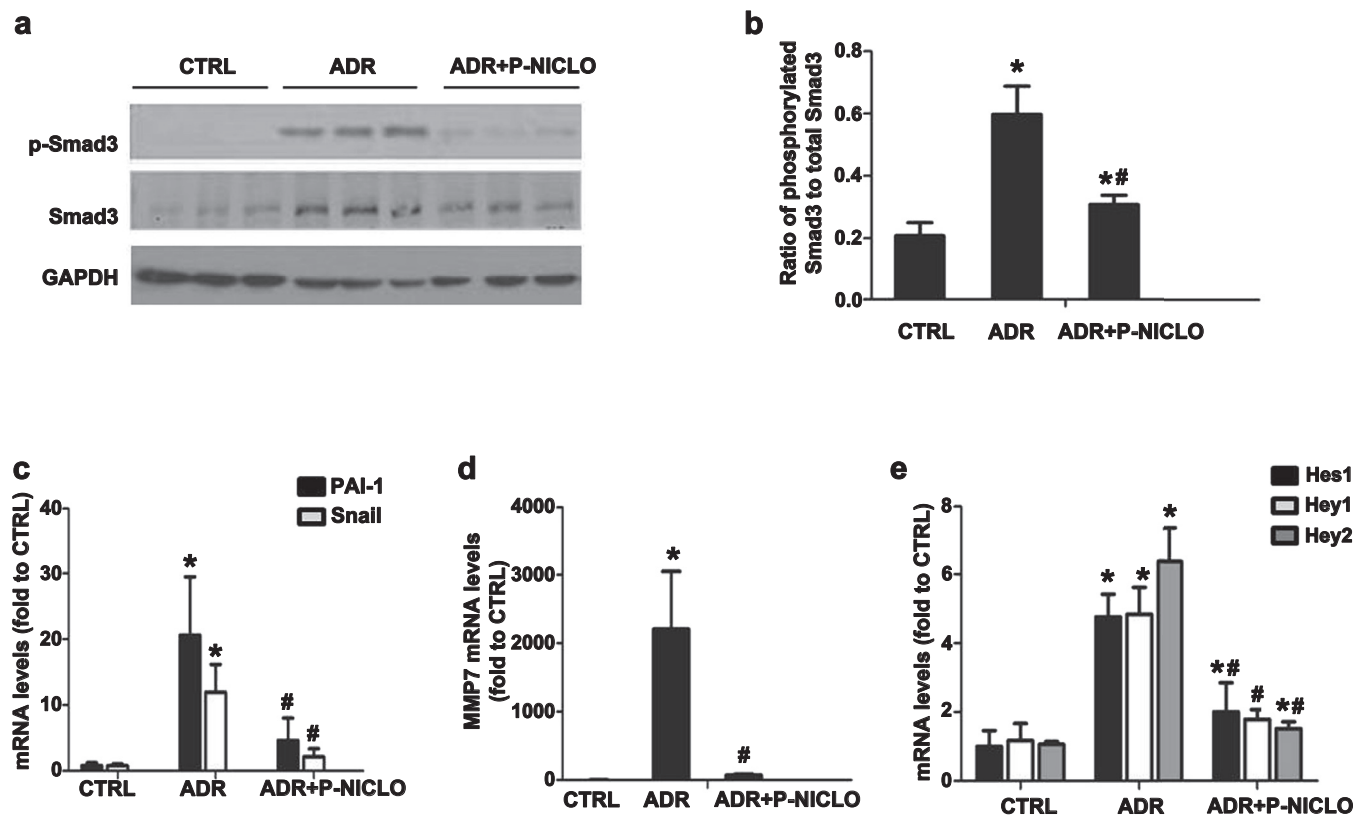 a
CTRL ADR ADR+P-NICLO
p-Smad3
Smad3
GAPDH
b
Ratio of phosphorylated
Smad3 to total Smad3
0.8
0.6
0.4
0.2
0.0
*
*#
CTRL ADR ADR+P-NICLO
c
mRNA levels (fold to CTRL)
PAI-1
Snail
40
30
20
10
0
*
*
#
#
CTRL ADR ADR+P-NICLO
d
MMP7 mRNA levels
(fold to CTRL)
4000
3000
2000
1000
0
*
#
CTRL ADR ADR+P-NICLO
e
mRNA levels (fold to CTRL)
Hes1
Hey1
Hey2
8
6
4
2
0
*
*
*
*#
#
*#
CTRL ADR ADR+P-NICLO